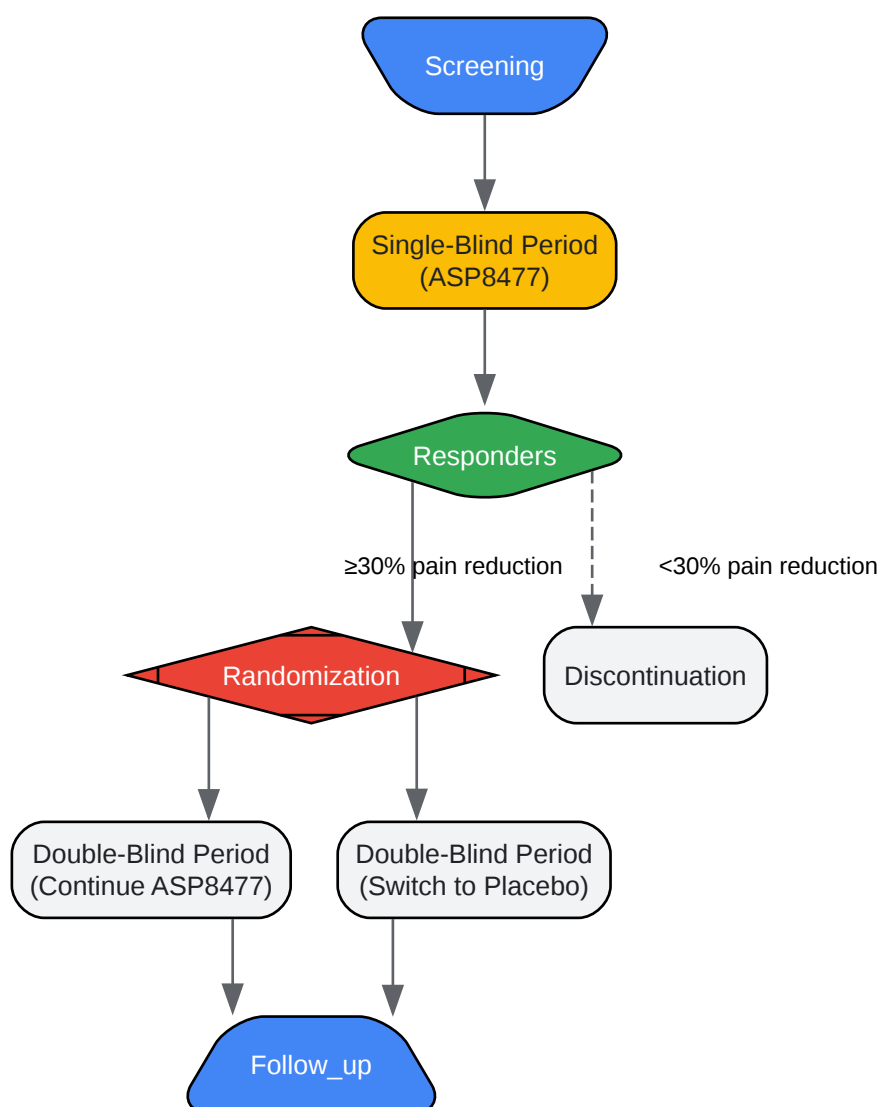 Screening
Single-Blind Period
(ASP8477)
Responders
≥30% pain reduction
<30% pain reduction
Randomization
Discontinuation
Double-Blind Period
(Continue ASP8477)
Double-Blind Period
(Switch to Placebo)
Follow_up